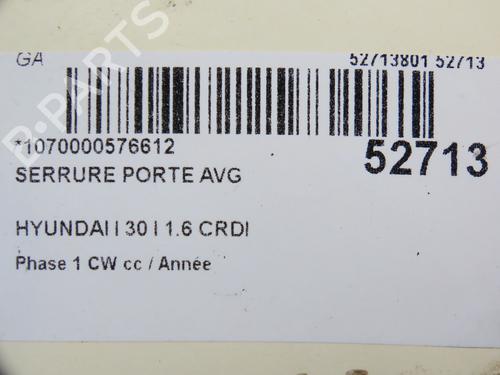 GA 52713801 52713
*1070000576612 52713
SERRURE PORTE AVG
HYUNDAI I 30 I 1.6 CRDI
Phase 1 CW cc / Année
B-PARTS